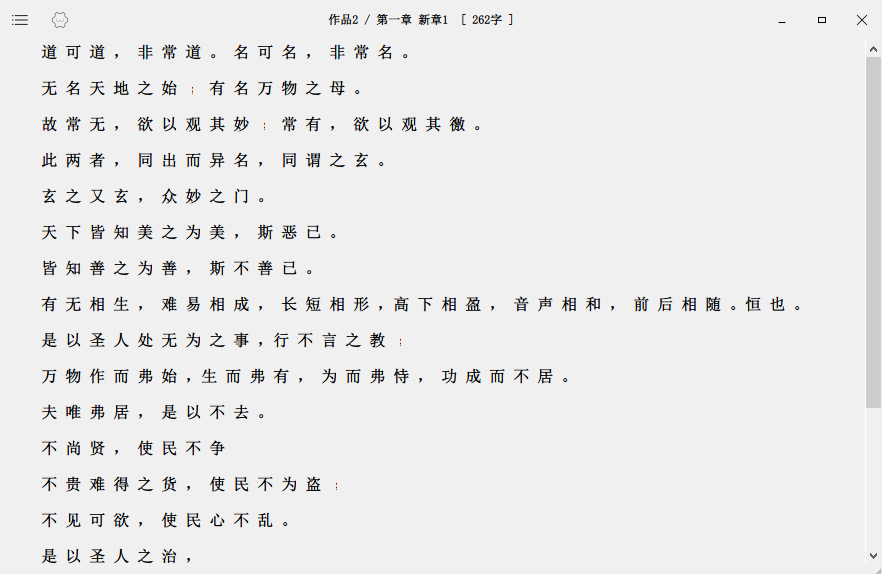 作品2 / 第一章 新章1 [ 262字 ]
道可道，非常道。名可名，非常名。
无名天地之始；有名万物之母。
故常无，欲以观其妙；常有，欲以观其徼。
此两者，同出而异名，同谓之玄。
玄之又玄，众妙之门。
天下皆知美之为美，斯恶已。
皆知善之为善，斯不善已。
有无相生，难易相成，长短相形，高下相盈，音声相和，前后相随。恒也。
是以圣人处无为之事，行不言之教；
万物作而弗始，生而弗有，为而弗恃，功成而不居。
夫唯弗居，是以不去。
不尚贤，使民不争
不贵难得之货，使民不为盗；
不见可欲，使民心不乱。
是以圣人之治，